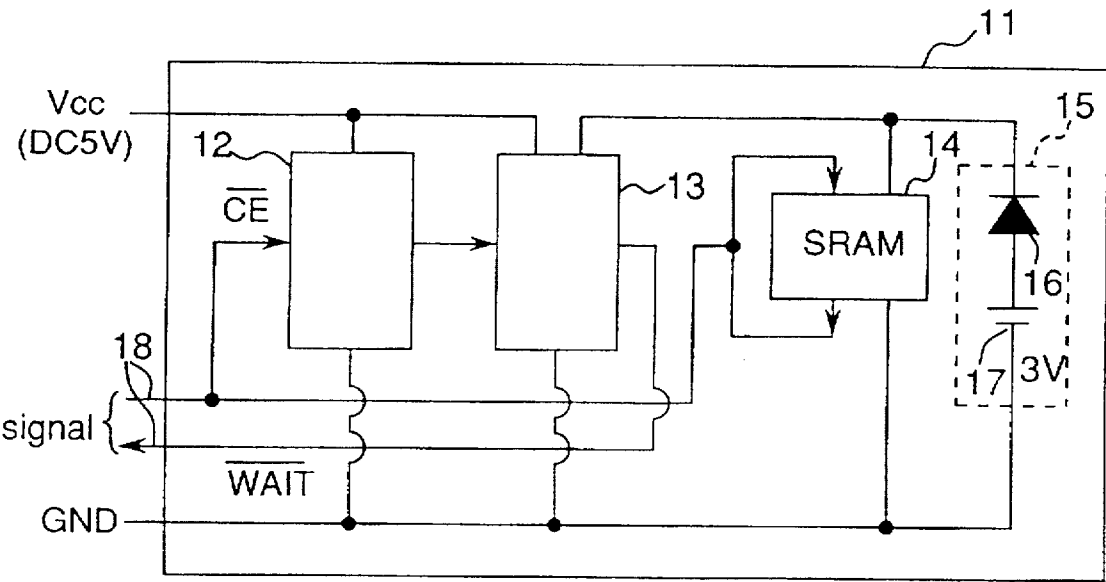 11
Vcc
(DC5V)
15
12
14
13
CE
SRAM
16
18
17
3V
signal
WAIT
GND